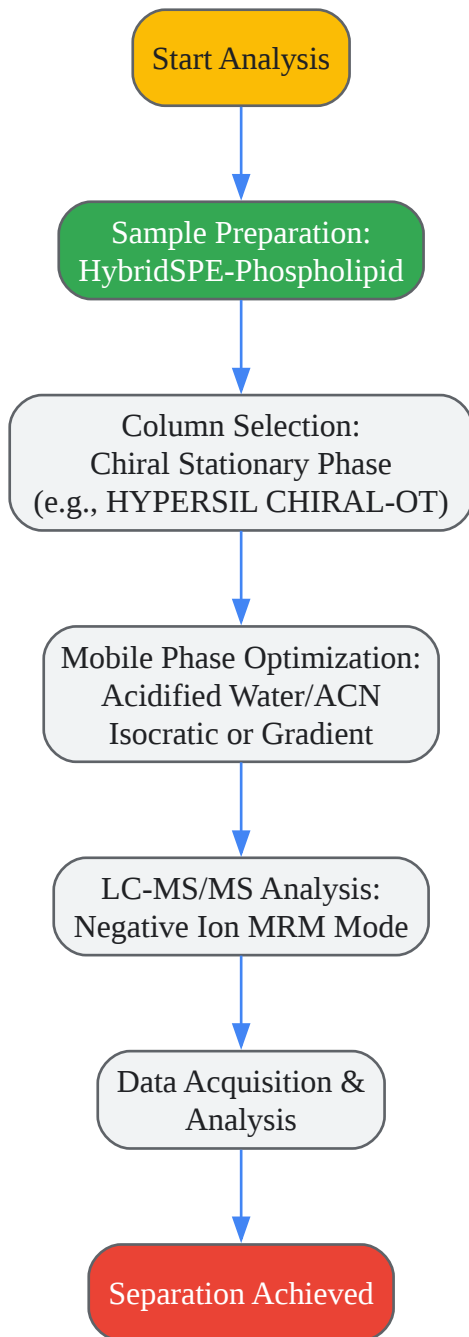 Start Analysis
Sample Preparation:
HybridSPE-Phospholipid
Column Selection:
Chiral Stationary Phase
(e.g., HYPERSIL CHIRAL-OT)
Mobile Phase Optimization:
Acidified Water/ACN
Isocratic or Gradient
LC-MS/MS Analysis:
Negative Ion MRM Mode
Data Acquisition &
Analysis
Separation Achieved